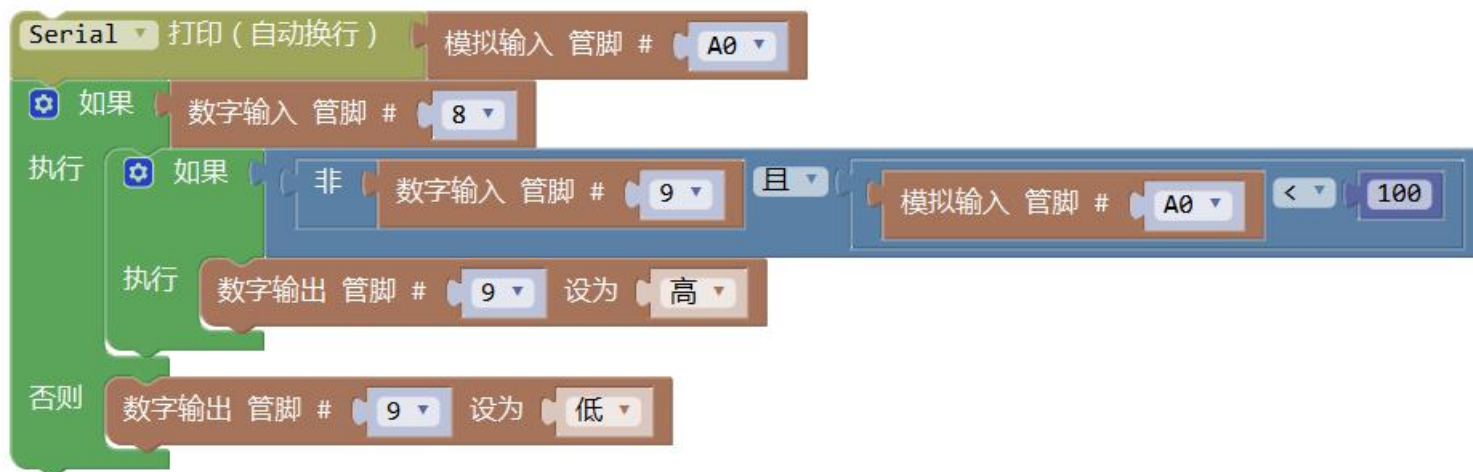 Serial 打印（自动换行） 模拟输入 管脚 # A0
如果 数字输入 管脚 # 8
执行 如果 非 数字输入 管脚 # 9 且 模拟输入 管脚 # A0 < 100
执行 数字输出 管脚 # 9 设为 高
否则 数字输出 管脚 # 9 设为 低